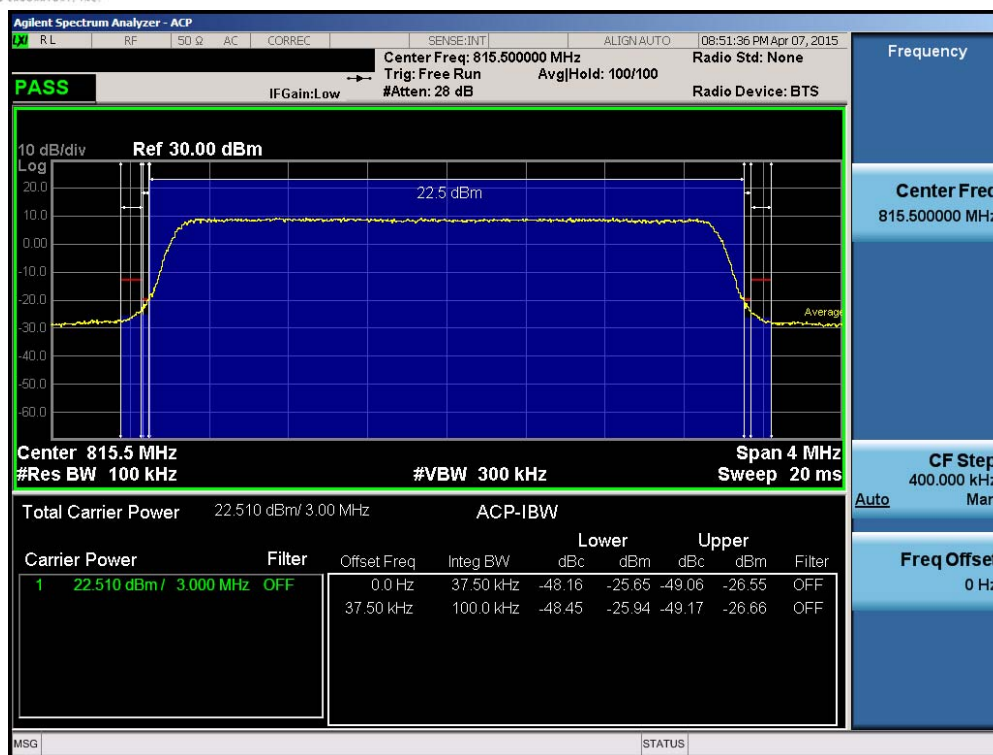 Agilent Spectrum Analyzer - ACP
LXI RL RF 50 Ω AC CORREC SENSE:INT ALIGN AUTO 08:51:36 PM Apr 07, 2015
Center Freq: 815.500000 MHz Radio Std: None
Trig: Free Run Avg|Hold: 100/100
PASS IFGain:Low #Atten: 28 dB Radio Device: BTS
Frequency
10 dB/div Ref 30.00 dBm
Log
20.0
10.0
0.00
-10.0
-20.0
-30.0
-40.0
-50.0
-60.0
22.5 dBm
Average
Center 815.5 MHz Span 4 MHz
#Res BW 100 kHz #VBW 300 kHz Sweep 20 ms
Center Freq
815.500000 MHz
CF Step
400.000 kHz
Auto Man
Freq Offset
0 Hz
Total Carrier Power 22.510 dBm/ 3.00 MHz ACP-IBW
Lower Upper
Carrier Power Filter Offset Freq Integ BW dBc dBm dBc dBm Filter
1 22.510 dBm / 3.000 MHz OFF 0.0 Hz 37.50 kHz -48.16 -25.65 -49.06 -26.55 OFF
37.50 kHz 100.0 kHz -48.45 -25.94 -49.17 -26.66 OFF
MSG STATUS